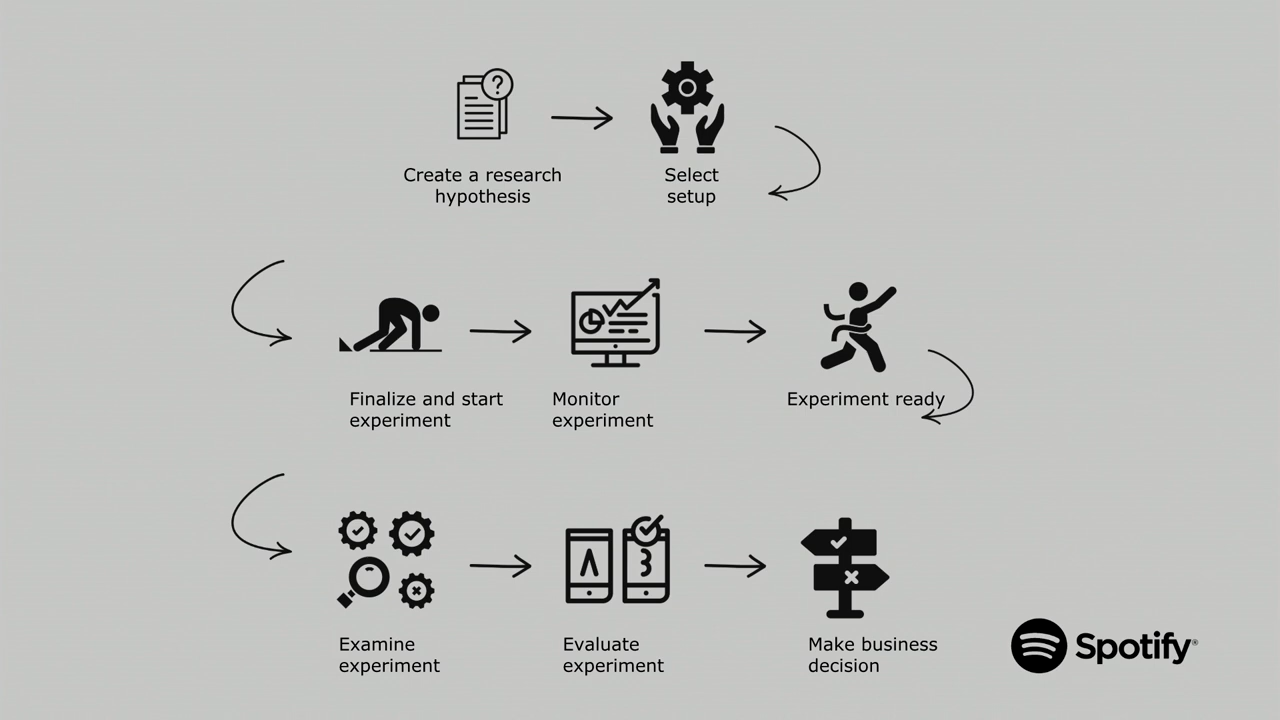 Create a research
hypothesis
Select
setup
Finalize and start
experiment
Monitor
experiment
Experiment ready
Examine
experiment
A
B
Evaluate
experiment
Make business
decision
Spotify®